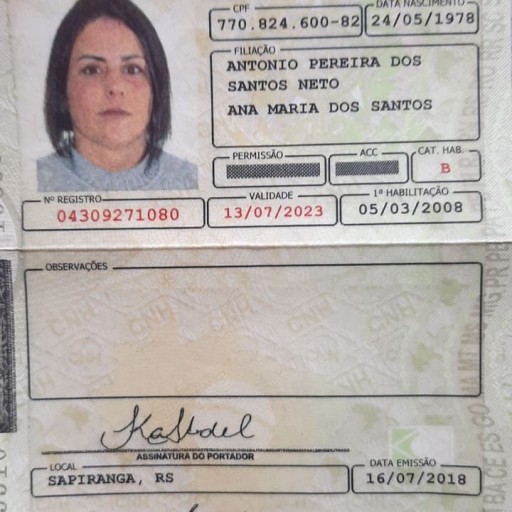 CPF
770.824.600-82
DATA NASCIMENTO
24/05/1978
FILIAÇÃO
ANTONIO PEREIRA DOS
SANTOS NETO
ANA MARIA DOS SANTOS
PERMISSÃO
ACC
CAT. HAB.
B
Nº REGISTRO
04309271080
VALIDADE
13/07/2023
1ª HABILITAÇÃO
05/03/2008
OBSERVAÇÕES
ASSINATURA DO PORTADOR
LOCAL
SAPIRANGA, RS
DATA EMISSÃO
16/07/2018